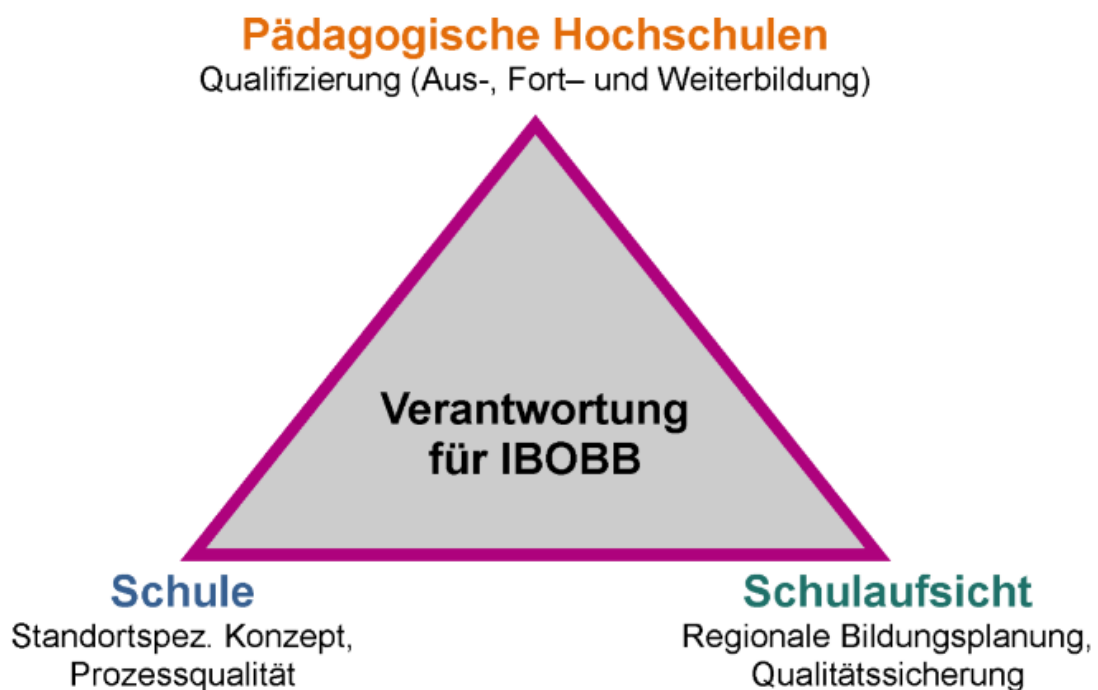 Pädagogische Hochschulen
Qualifizierung (Aus-, Fort– und Weiterbildung)
Verantwortung
für IBOBB
Schule
Standortspez. Konzept,
Prozessqualität
Schulaufsicht
Regionale Bildungsplanung,
Qualitätssicherung